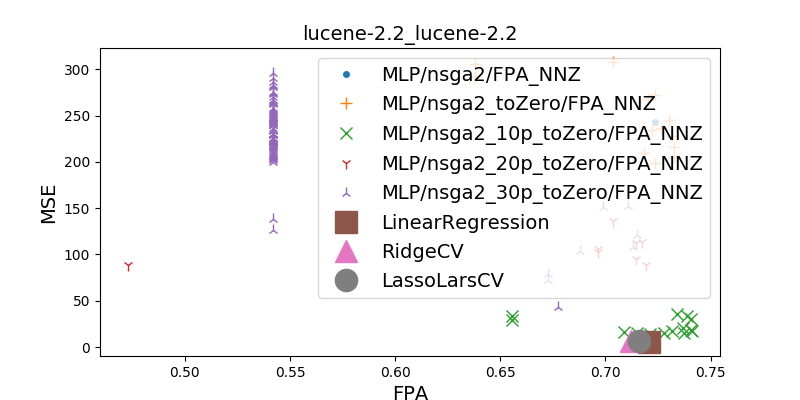 lucene-2.2_lucene-2.2
300
250
200
150
100
50
0
MSE
MLP/nsga2/FPA_NNZ
MLP/nsga2_toZero/FPA_NNZ
MLP/nsga2_10p_toZero/FPA_NNZ
MLP/nsga2_20p_toZero/FPA_NNZ
MLP/nsga2_30p_toZero/FPA_NNZ
LinearRegression
RidgeCV
LassoLarsCV
0.50 0.55 0.60 0.65 0.70 0.75
FPA